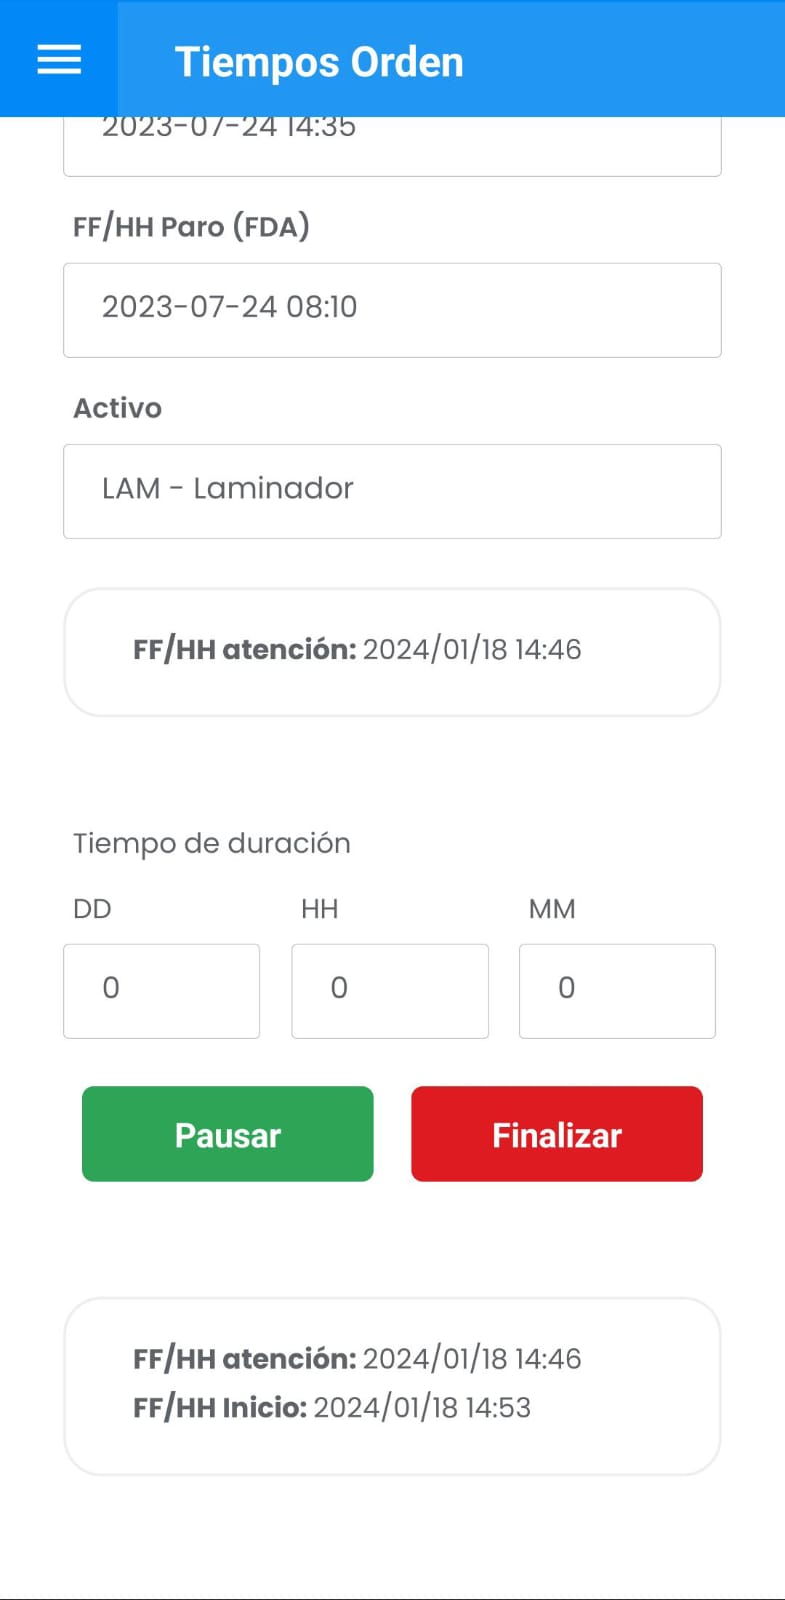 Tiempos Orden
2023-07-24 14:35
FF/HH Paro (FDA)
2023-07-24 08:10
Activo
LAM - Laminador
FF/HH atención: 2024/01/18 14:46
Tiempo de duración
DD HH MM
0 0 0
Pausar Finalizar
FF/HH atención: 2024/01/18 14:46
FF/HH Inicio: 2024/01/18 14:53